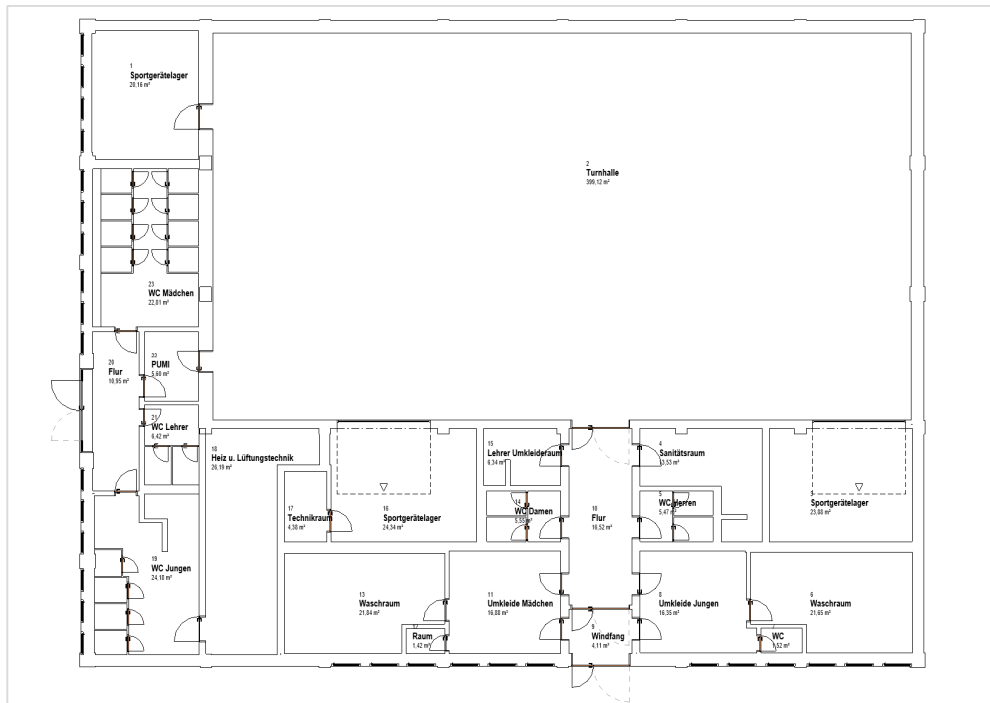 1
Sportgerätelager
20,16 m²
2
Turnhalle
399,12 m²
23
WC Mädchen
22,01 m²
20
Flur
10,95 m²
22
PUMI
5,60 m²
21
WC Lehrer
6,42 m²
18
Heiz u. Lüftungstechnik
26,19 m²
15
Lehrer Umkleideraum
6,34 m²
4
Sanitätsraum
13,53 m²
17
Technikraum
4,58 m²
16
Sportgerätelager
24,34 m²
14
WC Damen
5,55 m²
10
Flur
16,52 m²
5
WC Herren
5,47 m²
3
Sportgerätelager
23,08 m²
19
WC Jungen
24,10 m²
13
Waschraum
21,84 m²
11
Umkleide Mädchen
16,80 m²
8
Umkleide Jungen
16,35 m²
6
Waschraum
21,65 m²
12
Raum
1,42 m²
9
Windfang
4,11 m²
WC
1,52 m²